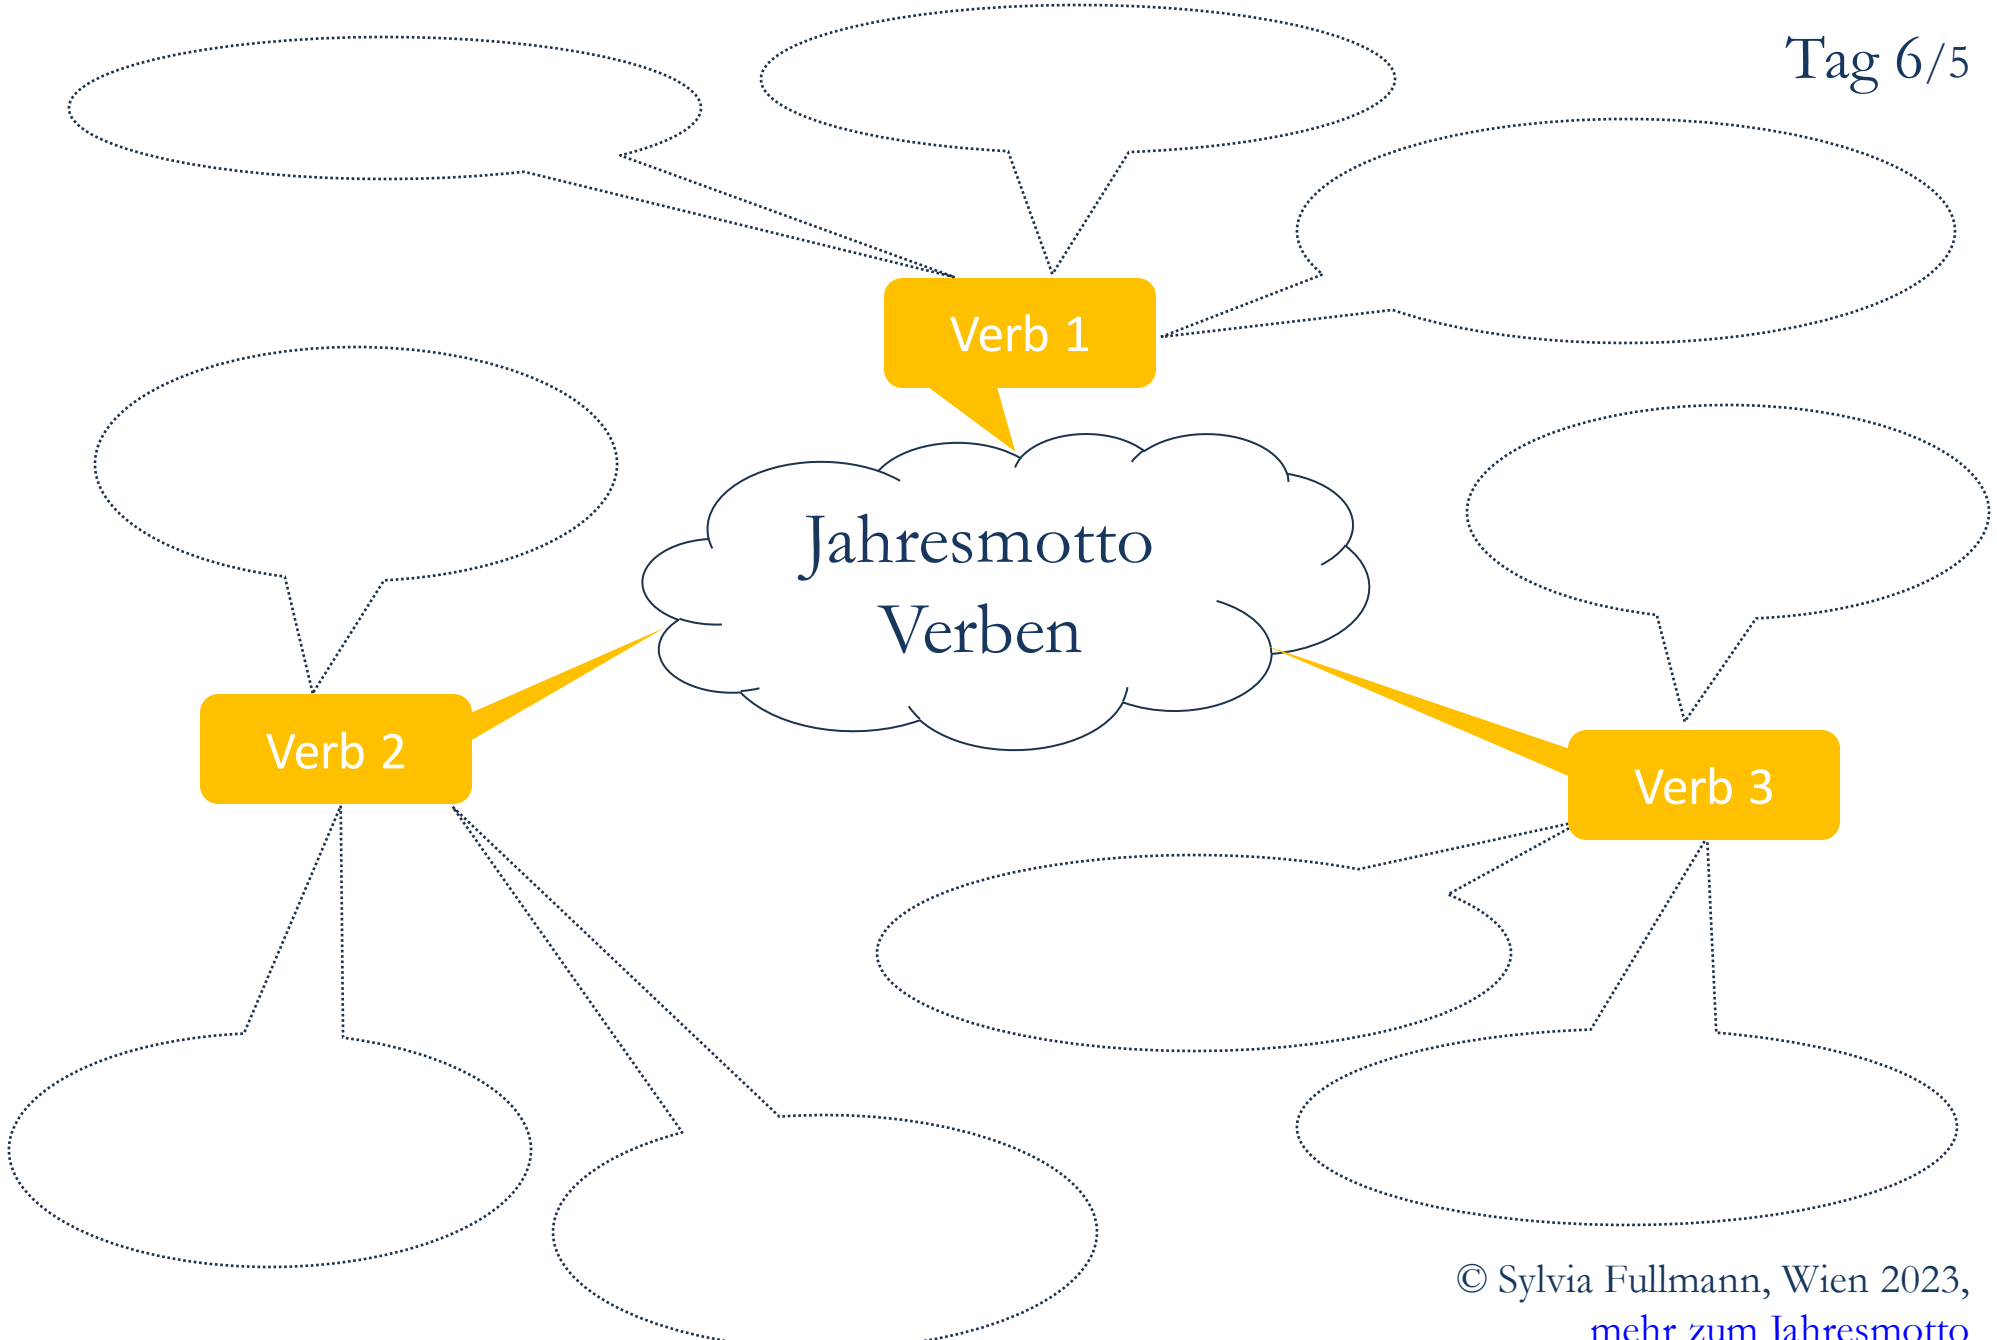 Tag 6/5
Verb 1
Jahresmotto
Verben
Verb 2
Verb 3
© Sylvia Fullmann, Wien 2023,
mehr zum Jahresmotto